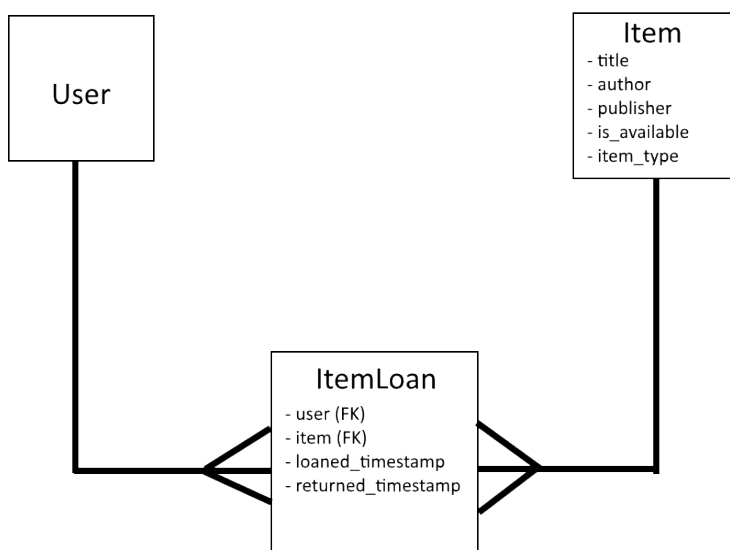 User
Item
- title
- author
- publisher
- is_available
- item_type
ItemLoan
- user (FK)
- item (FK)
- loaned_timestamp
- returned_timestamp